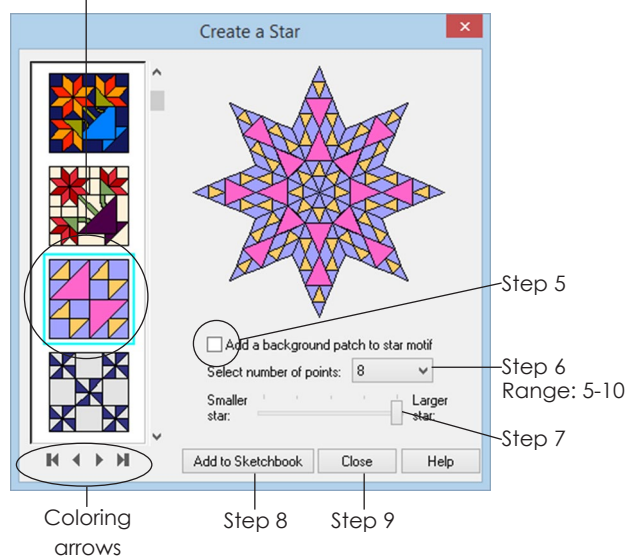 Create a Star
Step 5
Add a background patch to star motif
Select number of points: 8
Step 6
Range: 5-10
Smaller
star:
Larger
star:
Step 7
Add to Sketchbook
Close
Help
Coloring
arrows
Step 8
Step 9